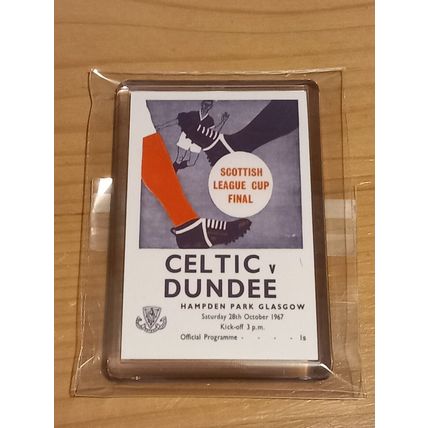 SCOTTISH
LEAGUE CUP
FINAL
CELTIC v
DUNDEE
HAMPDEN PARK GLASGOW
Saturday 28th October 1967
Kick-off 3 p.m.
Official Programme - - - - 1s